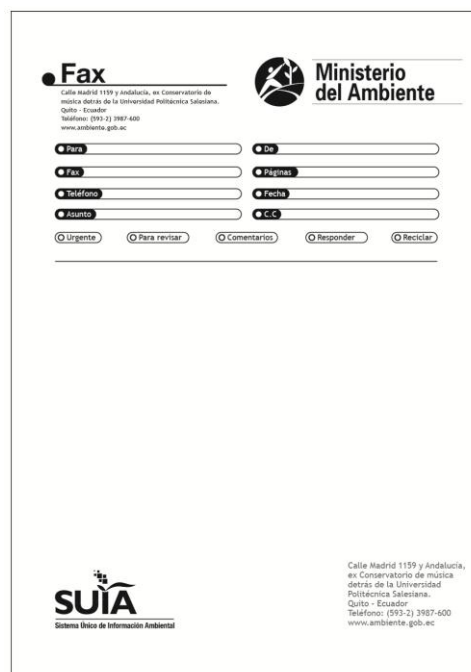 Fax
Calle Madrid 1159 y Andalucía, ex Conservatorio de
música detrás de la Universidad Politécnica Salesiana.
Quito - Ecuador
Teléfono: (593-2) 3987-600
www.ambiente.gob.ec
Ministerio
del Ambiente
Para
De
Fax
Páginas
Teléfono
Fecha
Asunto
C.C
Urgente
Para revisar
Comentarios
Responder
Reciclar
SUIA
Sistema Único de Información Ambiental
Calle Madrid 1159 y Andalucía,
ex Conservatorio de música
detrás de la Universidad
Politécnica Salesiana.
Quito - Ecuador
Teléfono: (593-2) 3987-600
www.ambiente.gob.ec